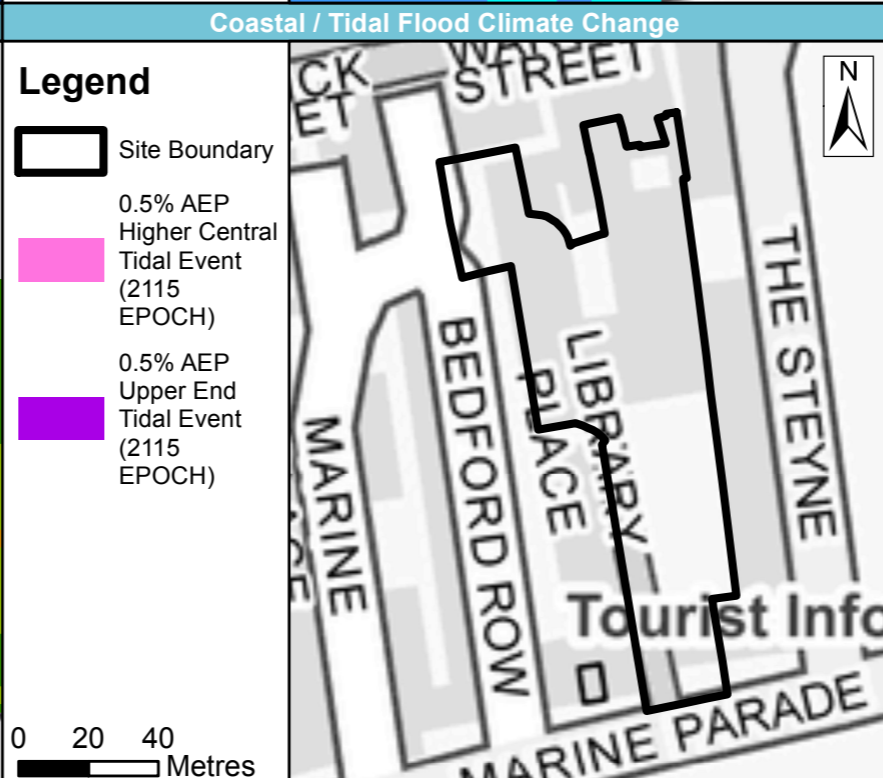 Coastal / Tidal Flood Climate Change
Legend
Site Boundary
0.5% AEP
Higher Central
Tidal Event
(2115
EPOCH)
0.5% AEP
Upper End
Tidal Event
(2115
EPOCH)
0 20 40
Metres
N
STREET
THE STEYNE
LIBRARY
PLACE
BEDFORD ROW
MARINE
Tourist Info
MARINE PARADE